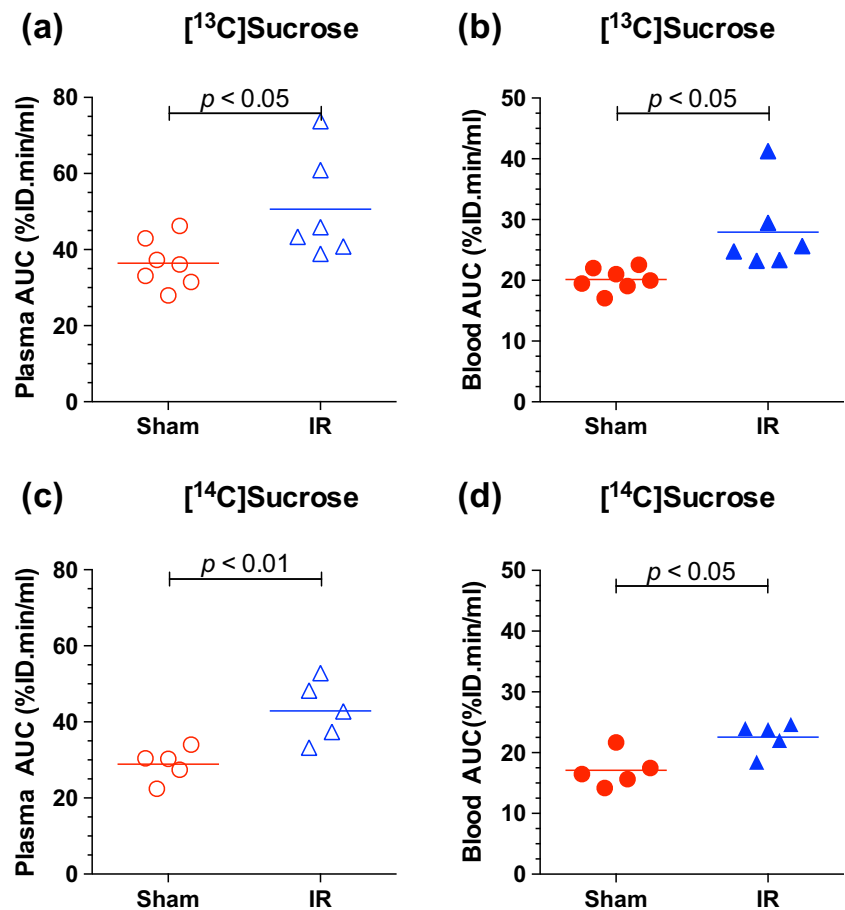 (a) [¹³C]Sucrose
Plasma AUC (%ID.min/ml)
80
60
40
20
0
p < 0.05
Sham IR
(b) [¹³C]Sucrose
Blood AUC (%ID.min/ml)
50
40
30
20
10
0
p < 0.05
Sham IR
(c) [¹⁴C]Sucrose
Plasma AUC (%ID.min/ml)
80
60
40
20
0
p < 0.01
Sham IR
(d) [¹⁴C]Sucrose
Blood AUC(%ID.min/ml)
50
40
30
20
10
0
p < 0.05
Sham IR